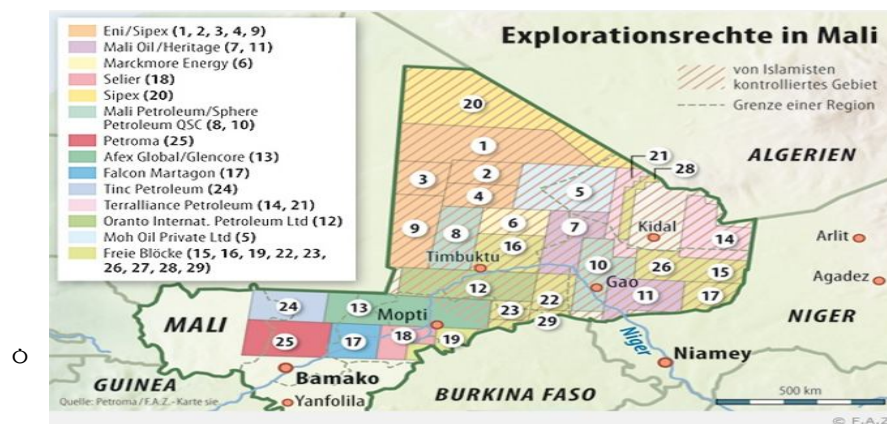 Eni/Sipex (1, 2, 3, 4, 9)
Mali Oil/Heritage (7, 11)
Marckmore Energy (6)
Selier (18)
Sipex (20)
Mali Petroleum/Sphere
Petroleum QSC (8, 10)
Petroma (25)
Afex Global/Glencore (13)
Falcon Martagon (17)
Tinc Petroleum (24)
Terralliance Petroleum (14, 21)
Oranto Internat. Petroleum Ltd (12)
Moh Oil Private Ltd (5)
Freie Blöcke (15, 16, 19, 22, 23,
26, 27, 28, 29)
Explorationsrechte in Mali
von Islamisten
kontrolliertes Gebiet
Grenze einer Region
20
1
21
28
ALGERIEN
2
3
5
4
Kidal
6
7
14
Arlit
9
8
16
Timbuktu
10
26
15
Agadez
12
Gao
11
17
24
13
Mopti
23
22
29
NIGER
MALI
25
17
18
19
Niger
Niamey
GUINEA
Bamako
BURKINA FASO
500 km
Quelle: Petroma / F.A.Z.-Karte sie
Yanfolila
© F.A.Z